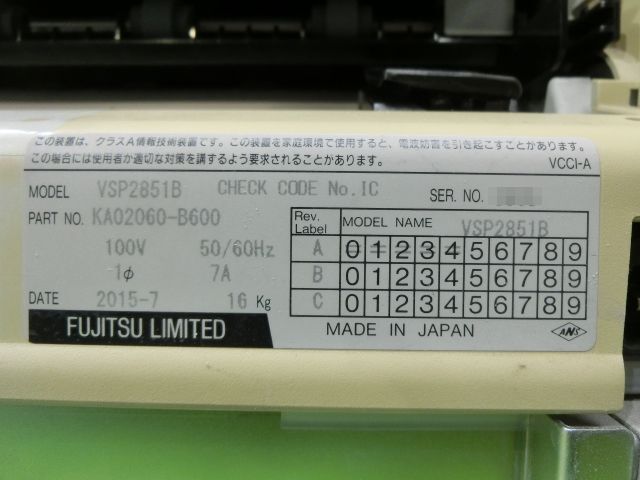 この装置は、クラスA情報技術装置です。この装置を家庭環境で使用すると、電波妨害を引き起こすことがあります。
この場合には使用者が適切な対策を講ずるよう要求されることがあります。
VCCI-A
MODEL VSP2851B CHECK CODE No.IC SER. NO.
PART NO. KA02060-B600
100V 50/60Hz
1φ 7A
DATE 2015-7 16 Kg
Rev. Label MODEL NAME VSP2851B
A 0 1 2 3 4 5 6 7 8 9
B 0 1 2 3 4 5 6 7 8 9
C 0 1 2 3 4 5 6 7 8 9
FUJITSU LIMITED MADE IN JAPAN ANS